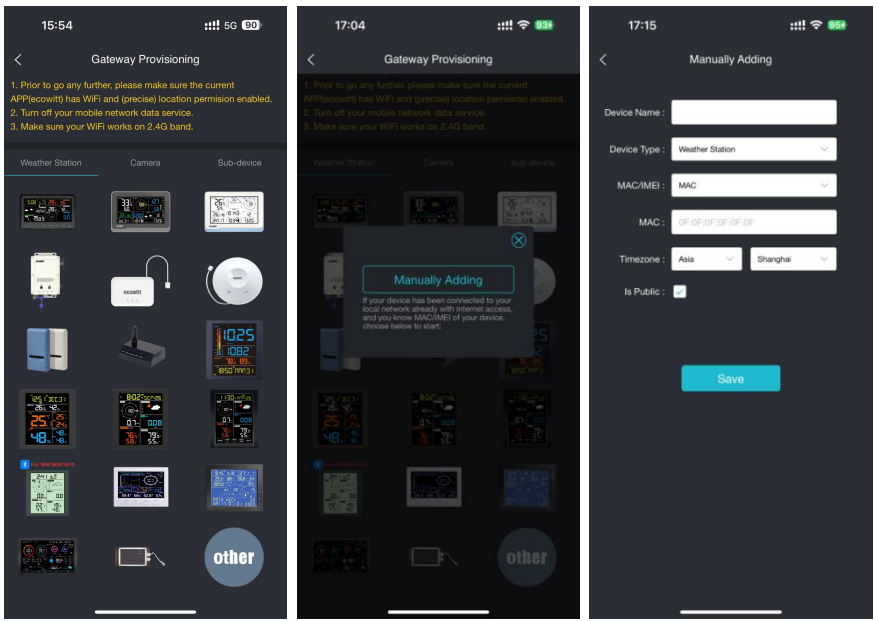 15:54
5G 90
Gateway Provisioning
1. Prior to go any further, please make sure the current
APP(ecowitt) has WiFi and (precise) location permision enabled.
2. Turn off your mobile network data service.
3. Make sure your WiFi works on 2.4G band.
Weather Station
Camera
Sub-device
ecowitt
10.25
1082
For WN1900/1910
other
17:04
93
Gateway Provisioning
1. Prior to go any further, please make sure the current
APP(ecowitt) has WiFi and (precise) location permision enabled.
2. Turn off your mobile network data service.
3. Make sure your WiFi works on 2.4G band.
Weather Station
Camera
Sub-device
Manually Adding
If your device has been connected to your
local network already with internet access,
and you know MAC/IMEI of your device,
choose below to start:
other
17:15
95
Manually Adding
Device Name :
Device Type : Weather Station
MAC/IMEI : MAC
MAC : 0F:0F:0F:0F:0F:0F
Timezone : Asia Shanghai
Is Public :
Save